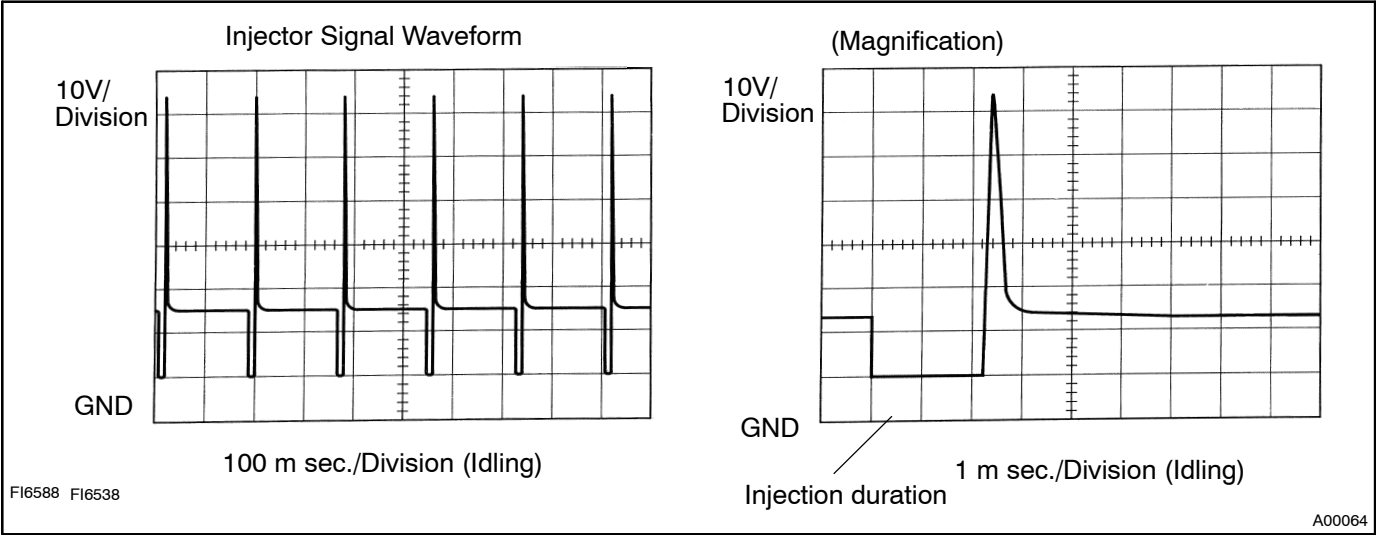 Injector Signal Waveform
(Magnification)
10V/
Division
10V/
Division
GND
GND
100 m sec./Division (Idling)
1 m sec./Division (Idling)
Injection duration
FI6588 FI6538
A00064